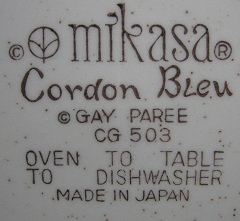 © mikasa®
Cordon Bleu
© GAY PAREE
CG 503
OVEN TO TABLE
TO DISHWASHER
MADE IN JAPAN